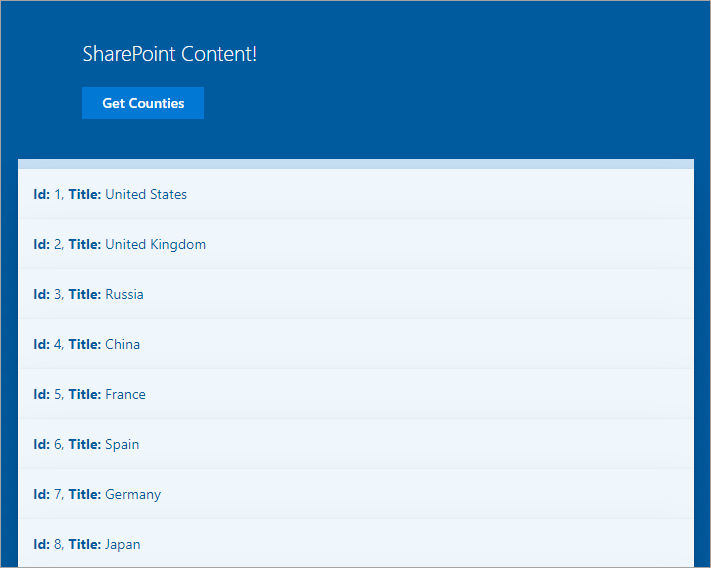 SharePoint Content!
Get Counties
Id: 1, Title: United States
Id: 2, Title: United Kingdom
Id: 3, Title: Russia
Id: 4, Title: China
Id: 5, Title: France
Id: 6, Title: Spain
Id: 7, Title: Germany
Id: 8, Title: Japan